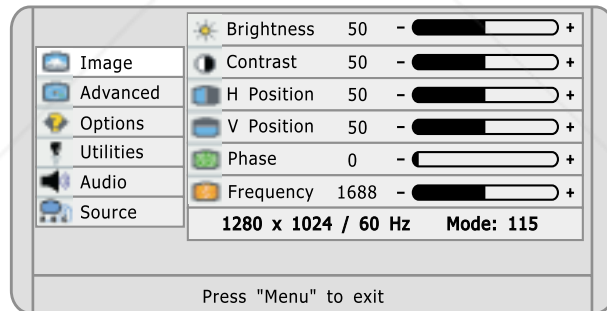 Image
Advanced
Options
Utilities
Audio
Source
Brightness 50 - +
Contrast 50 - +
H Position 50 - +
V Position 50 - +
Phase 0 - +
Frequency 1688 - +
1280 x 1024 / 60 Hz Mode: 115
Press "Menu" to exit